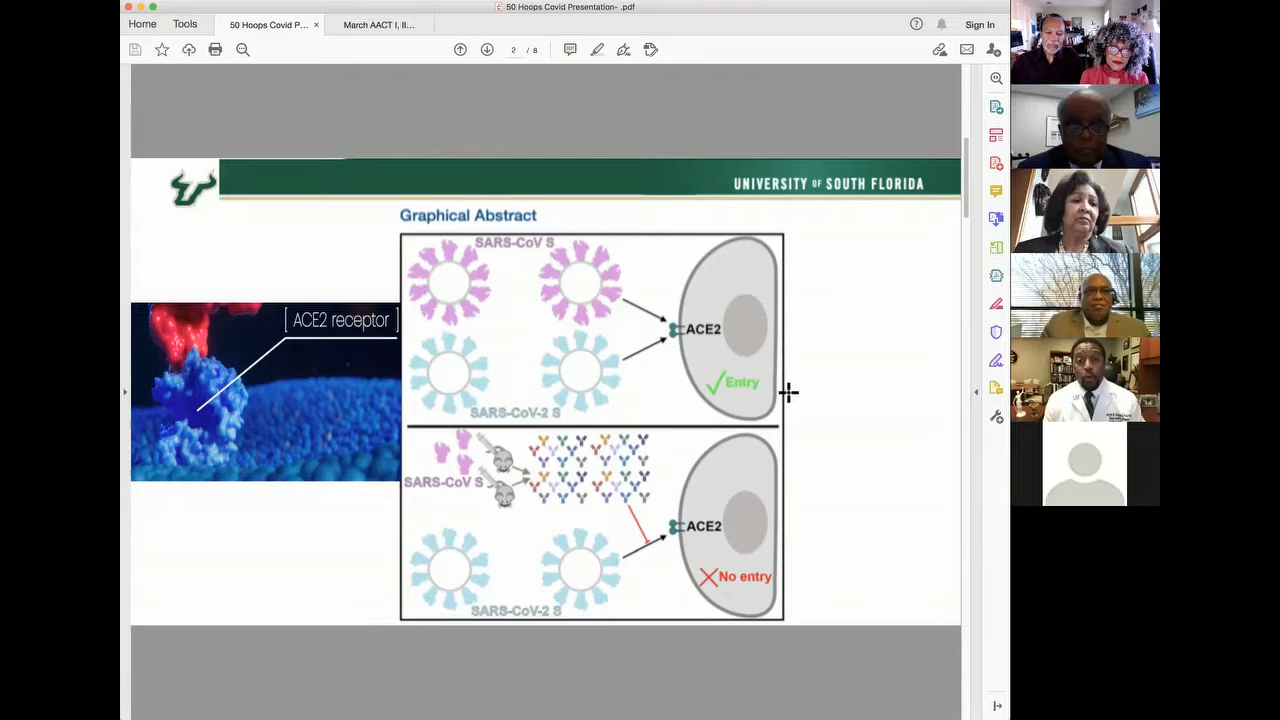 50 Hoops Covid Presentation- .pdf
Home
Tools
50 Hoops Covid P...
March AACT I, II...
Sign In
2 / 8
UNIVERSITY OF SOUTH FLORIDA
Graphical Abstract
SARS-CoV S
[ ACE2 receptor
ACE2
Entry
SARS-CoV-2 S
SARS-CoV S
ACE2
No entry
SARS-CoV-2 S